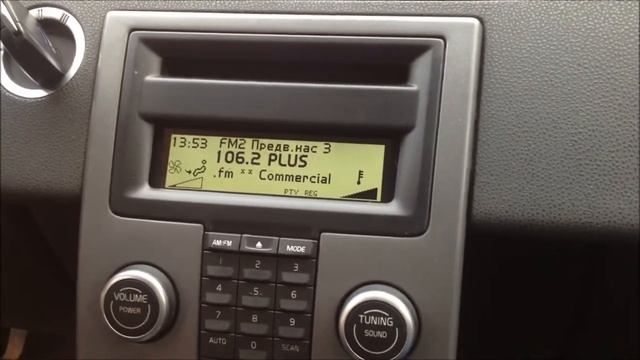 13:53 FM2 Предв.нас 3
106.2 PLUS
.fm ˣˣ Commercial
PTY REG
AM/FM MODE
1 2 3
4 .5. 6
7 8 9
AUTO 0 SCAN
VOLUME
POWER
TUNING
SOUND